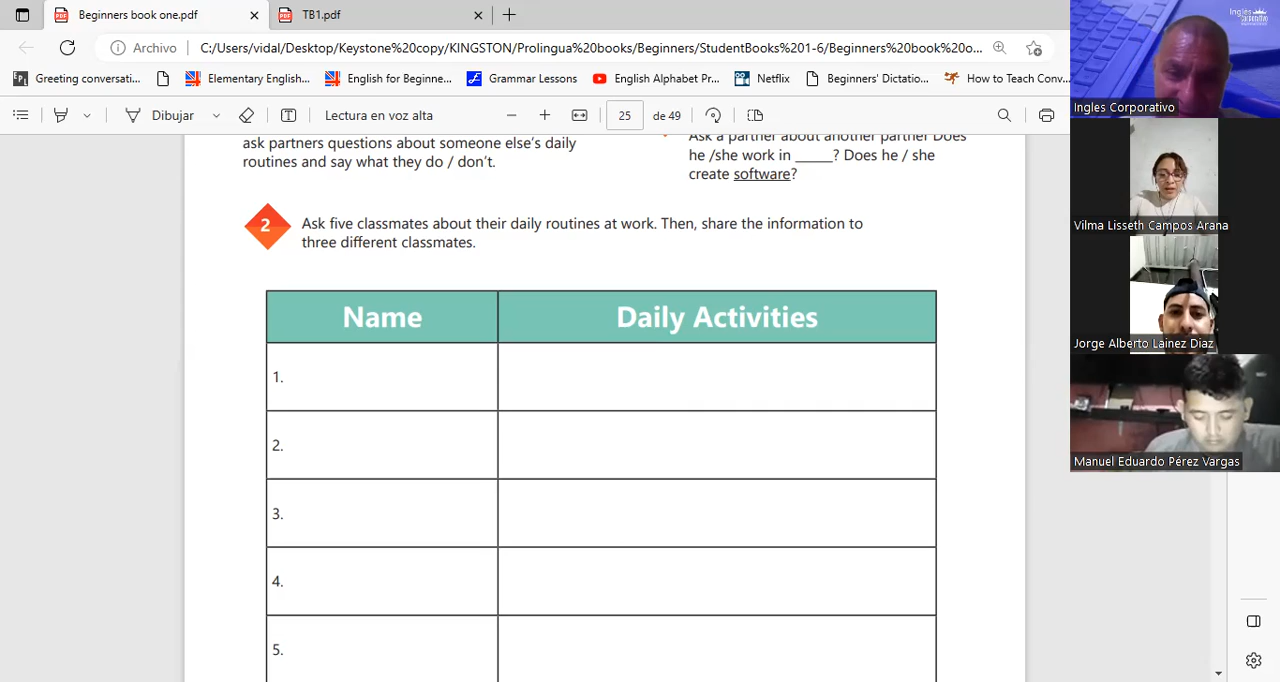 Beginners book one.pdf
TB1.pdf
Archivo
C:/Users/vidal/Desktop/Keystone%20copy/KINGSTON/Prolingua%20books/Beginners/StudentBooks%201-6/Beginners%20book%20o...
Greeting conversati...
Elementary English...
English for Beginne...
Grammar Lessons
English Alphabet Pr...
Netflix
Beginners' Dictatio...
How to Teach Conv...
Dibujar
Lectura en voz alta
25
de 49
ask partners questions about someone else's daily
routines and say what they do / don't.
Ask a partner about another partner Does
he /she work in _____? Does he / she
create software?
2
Ask five classmates about their daily routines at work. Then, share the information to
three different classmates.
Name
Daily Activities
1.
2.
3.
4.
5.
Ingles
Ingles Corporativo
Vilma Lisseth Campos Arana
Jorge Alberto Lainez Diaz
Manuel Eduardo Pérez Vargas